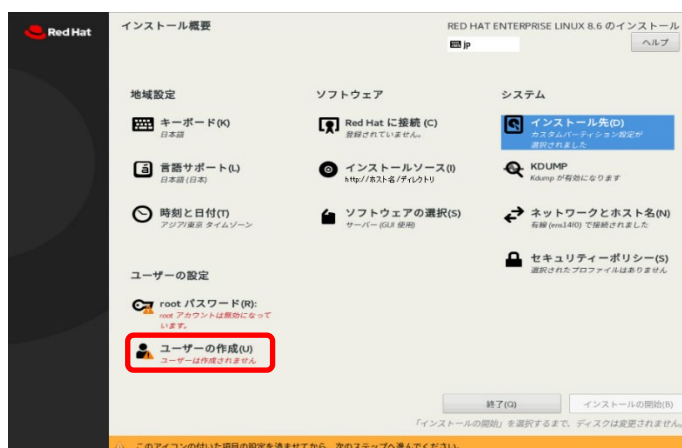 Red Hat
インストール概要
RED HAT ENTERPRISE LINUX 8.6 のインストール
jp
ヘルプ
地域設定
キーボード(K)
日本語
言語サポート(L)
日本語 (日本)
時刻と日付(T)
アジア/東京 タイムゾーン
ソフトウェア
Red Hat に接続 (C)
登録されていません。
インストールソース(I)
http://ホスト名/ディレクトリ
ソフトウェアの選択(S)
サーバー (GUI 使用)
システム
インストール先(D)
カスタムパーティション設定が
選択されました
KDUMP
Kdump が有効になります
ネットワークとホスト名(N)
有線 (ens14f0) で接続されました
セキュリティーポリシー(S)
選択されたプロファイルはありません
ユーザーの設定
root パスワード(R):
root アカウントは無効になって
います。
ユーザーの作成(U)
ユーザーは作成されません
終了(Q)
インストールの開始(B)
「インストールの開始」を選択するまで、ディスクは変更されません。
このアイコンの付いた項目の設定を済ませてから、次のステップへ進んでください。